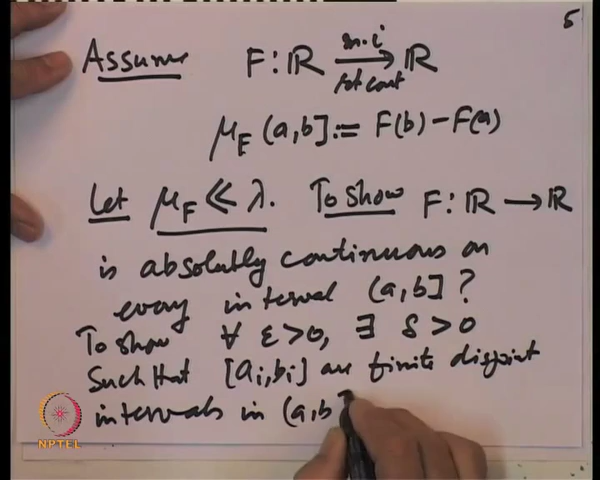 5
Assume F : ℝ —m.i→ ℝ
rt cont
μ_F (a,b] := F(b) – F(a)
Let μ_F ≪ λ. To show F : ℝ → ℝ
is absolutely continuous on
every interval (a,b] ?
To show ∀ ε>0, ∃ δ>0
Such that [a_i,b_i] are finite disjoint
intervals in (a,b
NPTEL